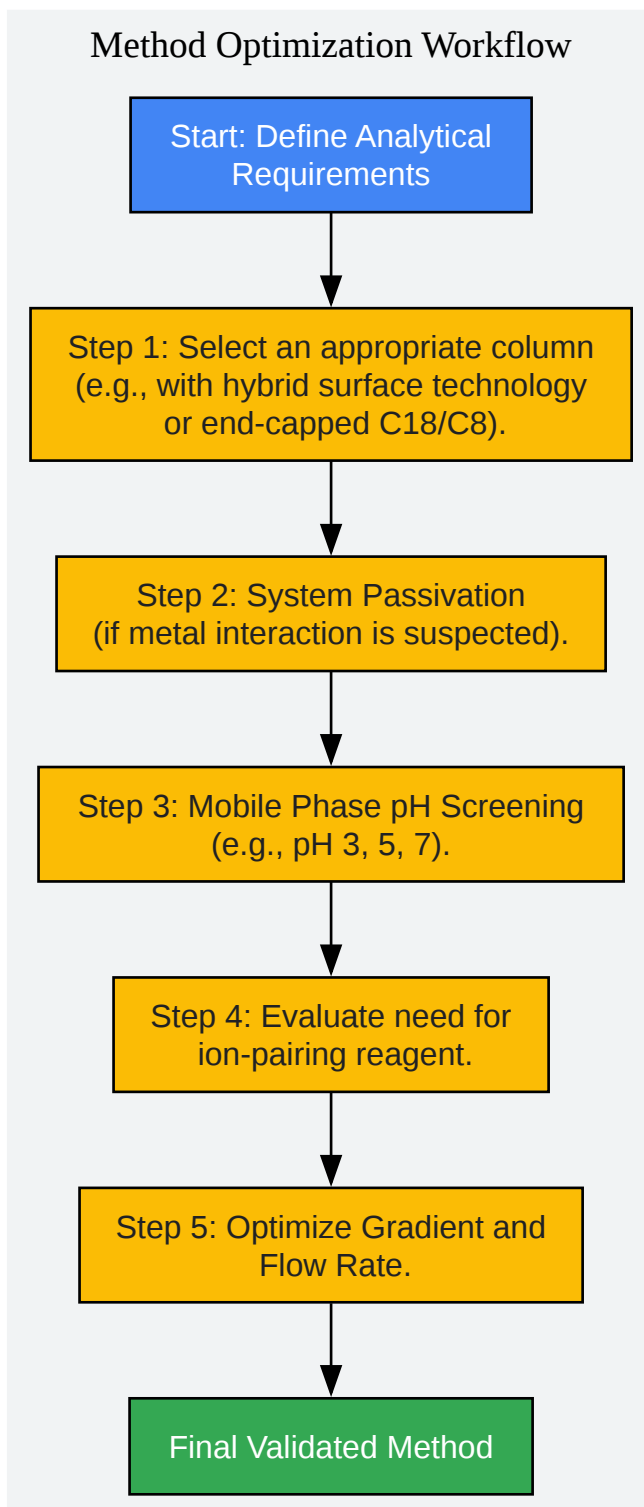 Method Optimization Workflow
Start: Define Analytical
Requirements
Step 1: Select an appropriate column
(e.g., with hybrid surface technology
or end-capped C18/C8).
Step 2: System Passivation
(if metal interaction is suspected).
Step 3: Mobile Phase pH Screening
(e.g., pH 3, 5, 7).
Step 4: Evaluate need for
ion-pairing reagent.
Step 5: Optimize Gradient and
Flow Rate.
Final Validated Method